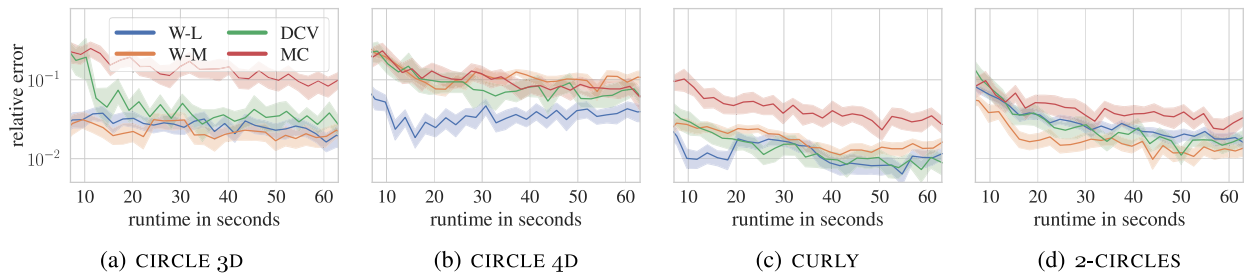 W-L
W-M
DCV
MC
relative error
10⁻¹
10⁻²
10 20 30 40 50 60
10 20 30 40 50 60
10 20 30 40 50 60
10 20 30 40 50 60
runtime in seconds
runtime in seconds
runtime in seconds
runtime in seconds
(a) CIRCLE 3D
(b) CIRCLE 4D
(c) CURLY
(d) 2-CIRCLES